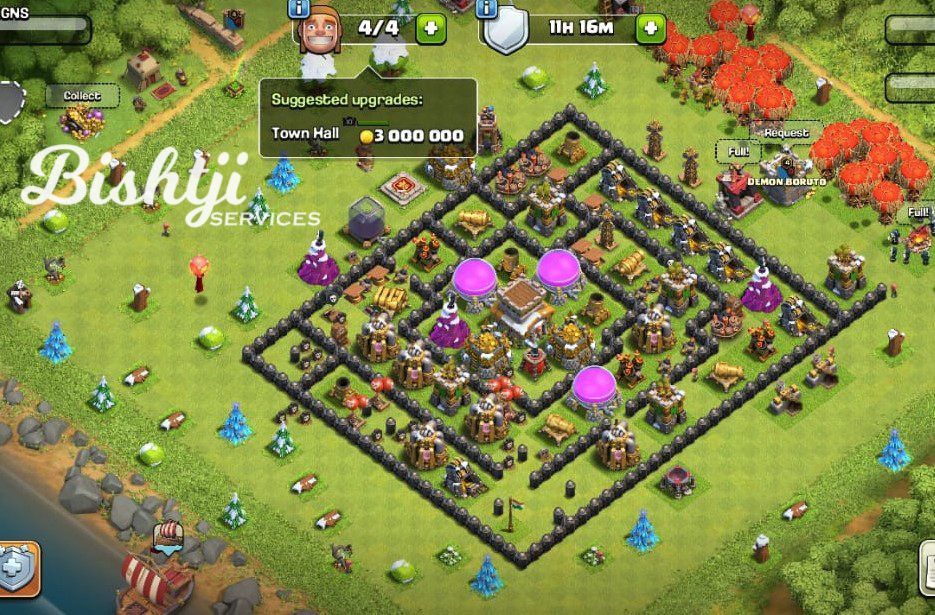 GNS
4/4
11H 16M
Suggested upgrades:
Town Hall 3 000 000
Collect
Bishtji
SERVICES
Request
Full!
DEMON BORUTO
Full!